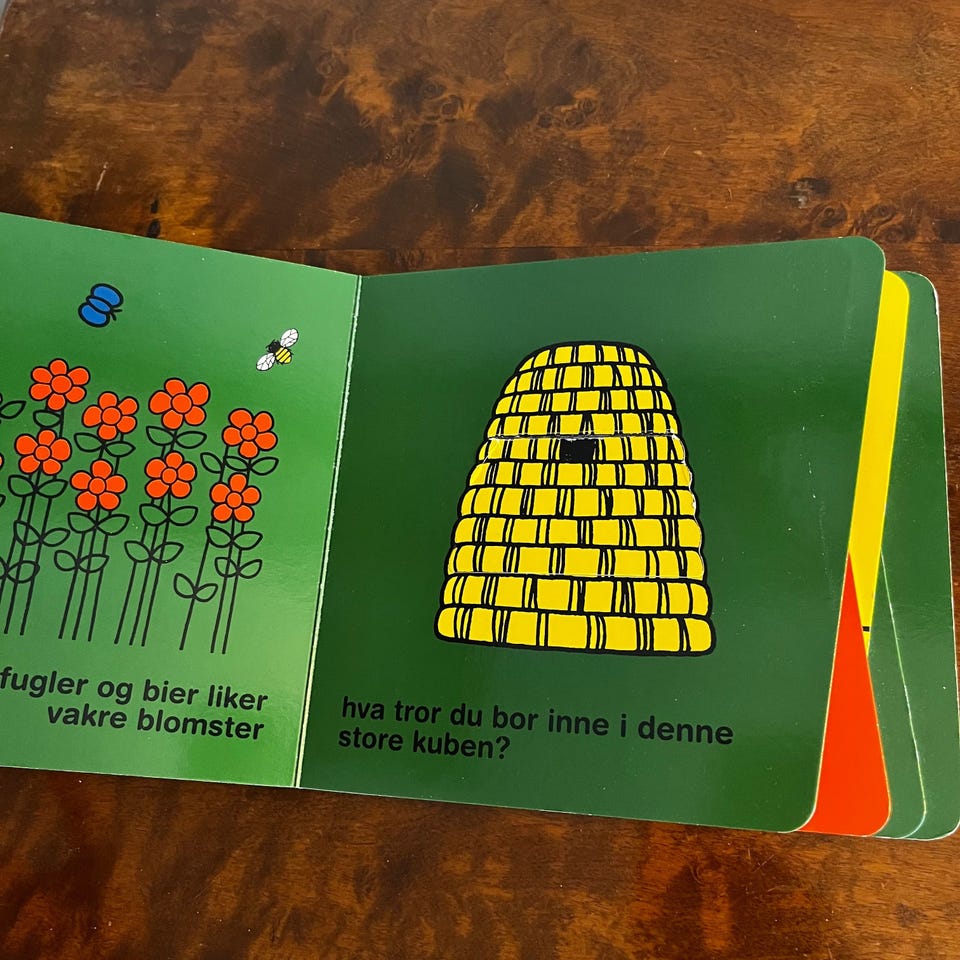 fugler og bier liker
vakre blomster
hva tror du bor inne i denne
store kuben?